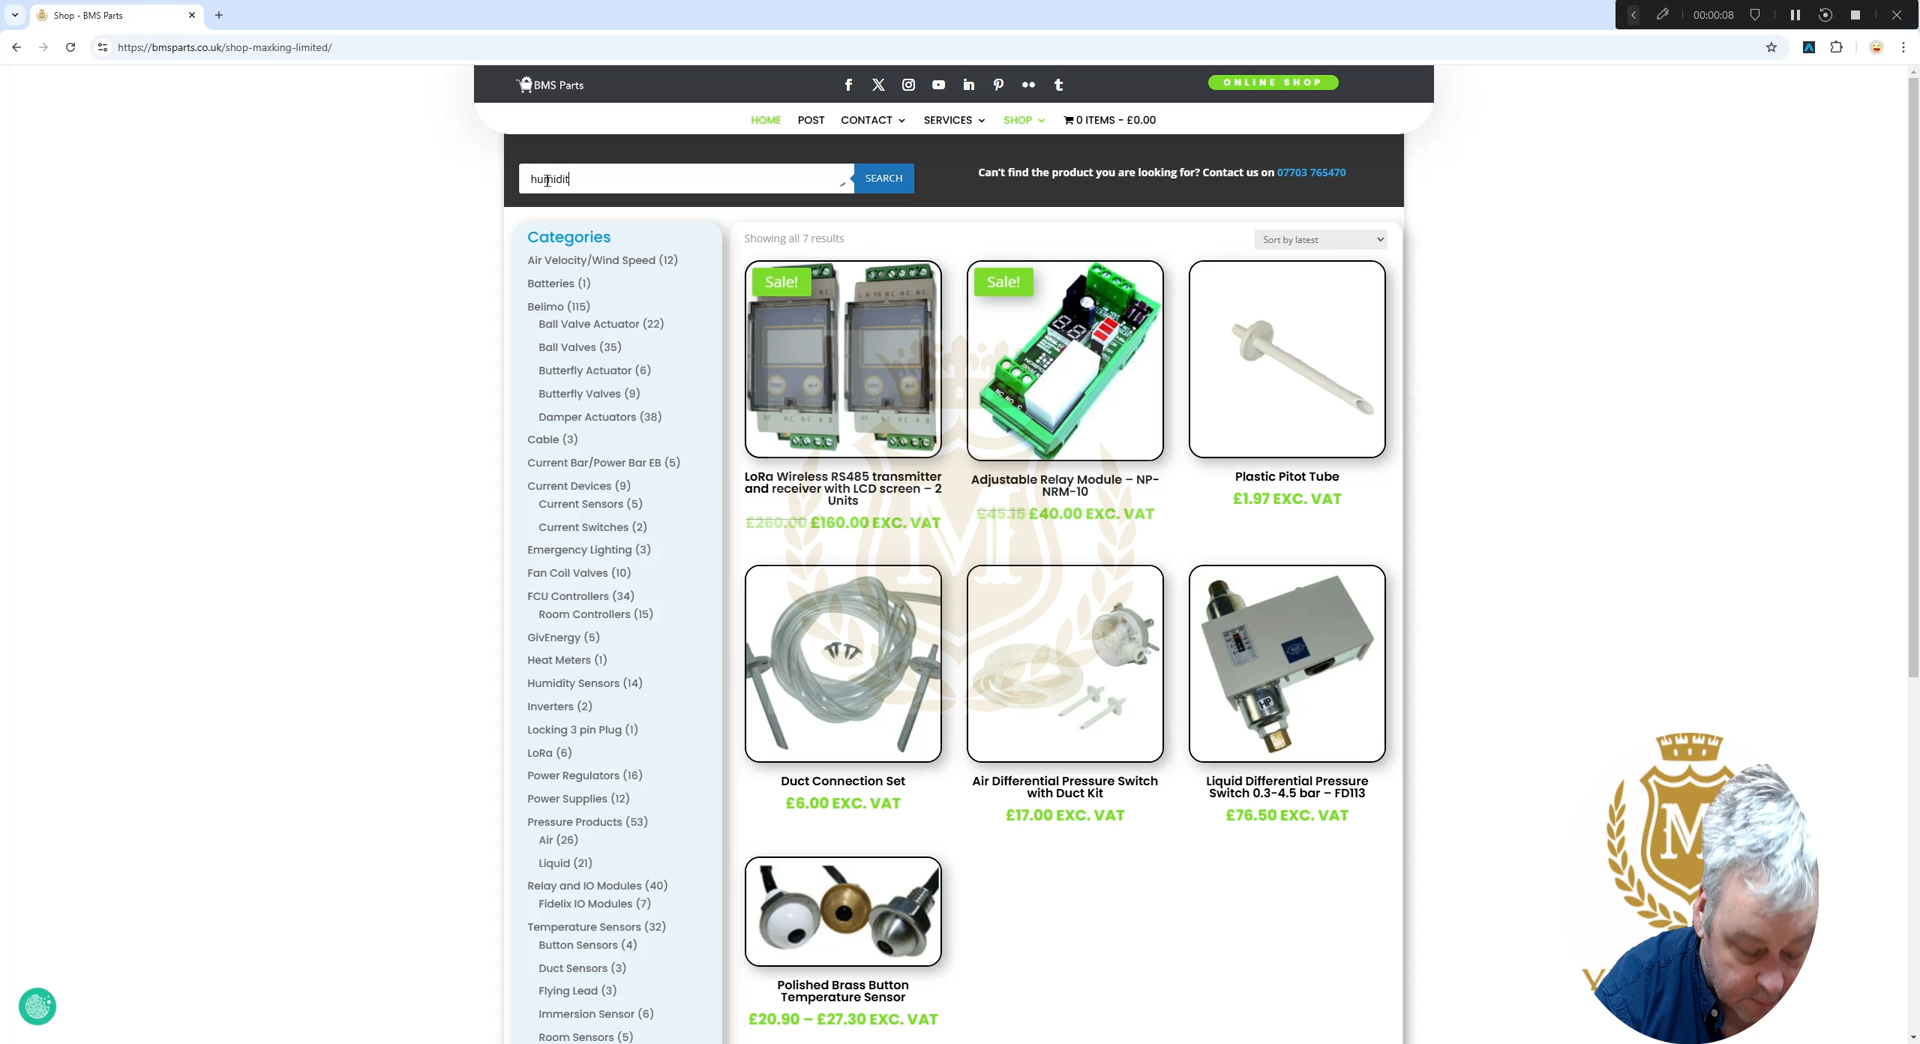 Shop - BMS Parts
00:00:08
https://bmsparts.co.uk/shop-maxking-limited/
BMS Parts
ONLINE SHOP
HOME POST CONTACT SERVICES SHOP 0 ITEMS - £0.00
humidit
SEARCH
Can't find the product you are looking for? Contact us on 07703 765470
Categories
Air Velocity/Wind Speed (12)
Batteries (1)
Belimo (115)
Ball Valve Actuator (22)
Ball Valves (35)
Butterfly Actuator (6)
Butterfly Valves (9)
Damper Actuators (38)
Cable (3)
Current Bar/Power Bar EB (5)
Current Devices (9)
Current Sensors (5)
Current Switches (2)
Emergency Lighting (3)
Fan Coil Valves (10)
FCU Controllers (34)
Room Controllers (15)
GivEnergy (5)
Heat Meters (1)
Humidity Sensors (14)
Inverters (2)
Locking 3 pin Plug (1)
LoRa (6)
Power Regulators (16)
Power Supplies (12)
Pressure Products (53)
Air (26)
Liquid (21)
Relay and IO Modules (40)
Fidelix IO Modules (7)
Temperature Sensors (32)
Button Sensors (4)
Duct Sensors (3)
Flying Lead (3)
Immersion Sensor (6)
Room Sensors (5)
Showing all 7 results
Sort by latest
Sale!
LoRa Wireless RS485 transmitter
and receiver with LCD screen – 2
Units
£260.00 £160.00 EXC. VAT
Sale!
Adjustable Relay Module – NP-
NRM-10
£45.15 £40.00 EXC. VAT
Plastic Pitot Tube
£1.97 EXC. VAT
Duct Connection Set
£6.00 EXC. VAT
Air Differential Pressure Switch
with Duct Kit
£17.00 EXC. VAT
HP
Liquid Differential Pressure
Switch 0.3-4.5 bar – FD113
£76.50 EXC. VAT
Polished Brass Button
Temperature Sensor
£20.90 – £27.30 EXC. VAT
M
M